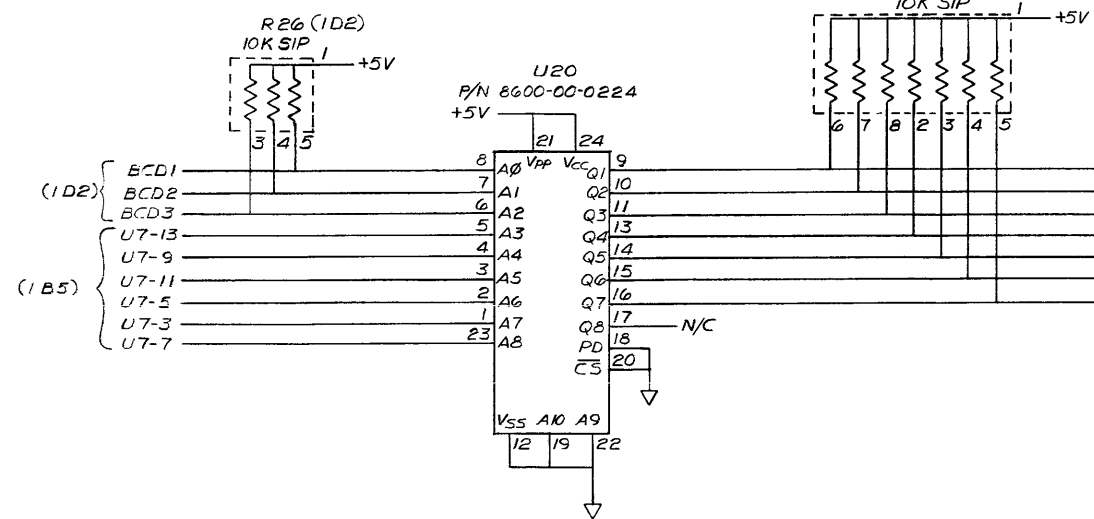 R26 (1D2)
10K SIP
1
+5V
3 4 5
10K SIP
1
+5V
6 7 8 2 3 4 5
U20
P/N 8600-00-0224
+5V
21 24
Vpp Vcc
(1D2)
BCD1 8 AØ
BCD2 7 A1
BCD3 6 A2
(1B5)
U7-13 5 A3
U7-9 4 A4
U7-11 3 A5
U7-5 2 A6
U7-3 1 A7
U7-7 23 A8
Q1 9
Q2 10
Q3 11
Q4 13
Q5 14
Q6 15
Q7 16
Q8 17 N/C
PD 18
CS 20
Vss A10 A9
12 19 22